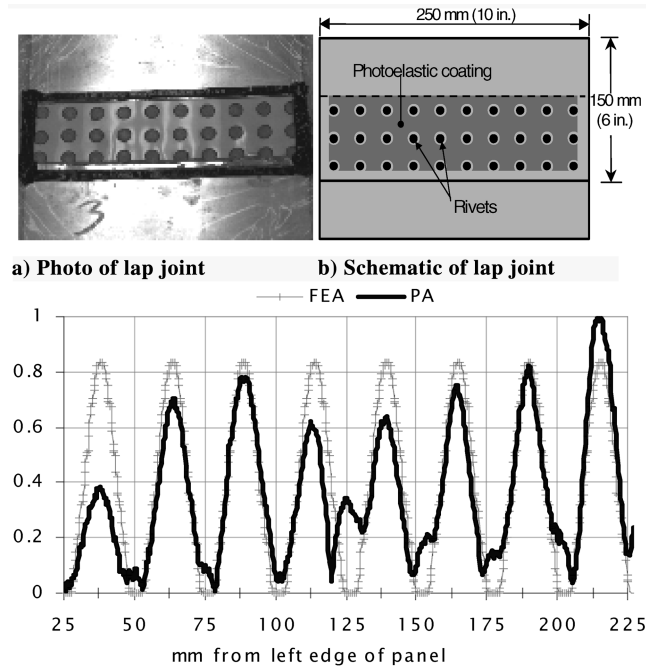 250 mm (10 in.)
Photoelastic coating
150 mm
(6 in.)
Rivets
3
a) Photo of lap joint
b) Schematic of lap joint
FEA PA
1
0.8
0.6
0.4
0.2
0
25 50 75 100 125 150 175 200 225
mm from left edge of panel